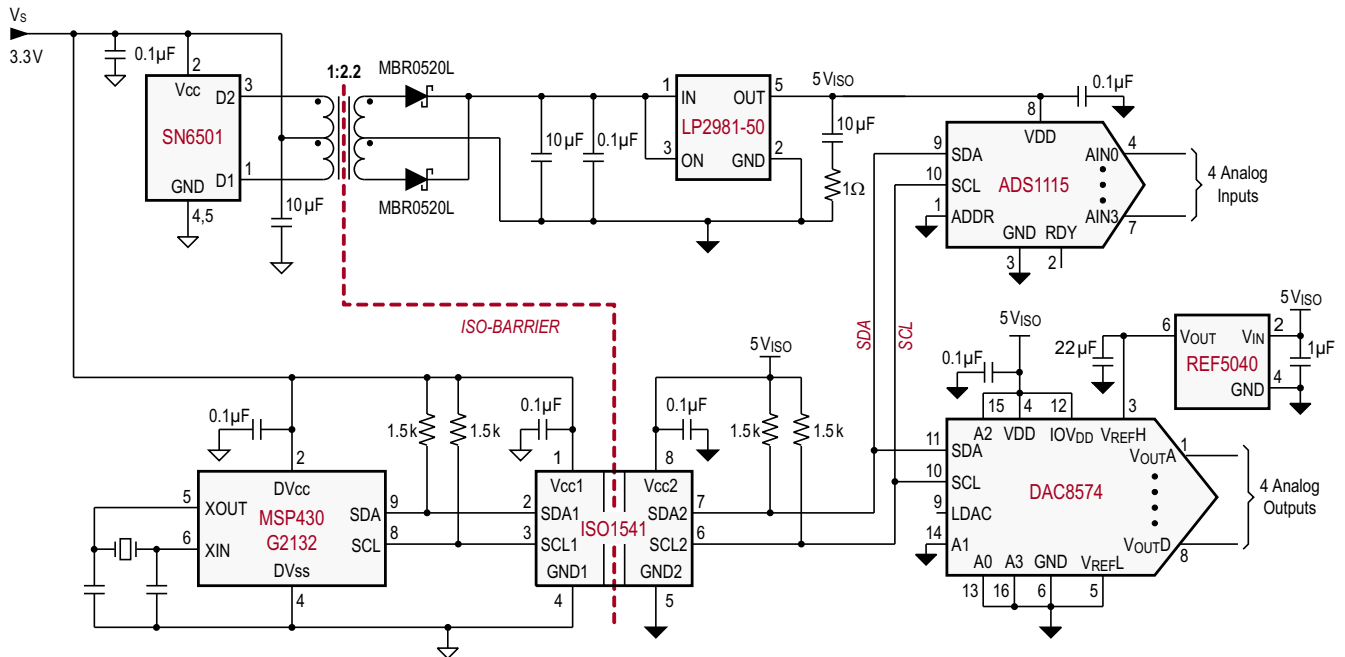 VS
3.3V
0.1µF
2
Vcc
SN6501
D2
3
D1
1
GND
4,5
10µF
1:2.2
MBR0520L
MBR0520L
10µF
0.1µF
1
IN
OUT
5
LP2981-50
3
ON
GND
2
5VISO
10µF
1Ω
0.1µF
8
VDD
9
SDA
AIN0
4
10
SCL
ADS1115
1
ADDR
AIN3
7
GND
RDY
3
2
4 Analog
Inputs
ISO-BARRIER
SDA
SCL
5VISO
0.1µF
15
4
12
3
22µF
6
VOUT
VIN
2
REF5040
GND
4
5VISO
1µF
0.1µF
2
DVcc
5
XOUT
MSP430
G2132
SDA
9
6
XIN
SCL
8
DVss
4
1.5k
1.5k
0.1µF
1
Vcc1
2
SDA1
3
SCL1
GND1
4
ISO1541
5VISO
0.1µF
8
Vcc2
SDA2
7
SCL2
6
GND2
5
1.5k
1.5k
A2
VDD
IOVDD
VREFH
11
SDA
VOUTA
1
10
SCL
DAC8574
9
LDAC
14
A1
VOUTD
8
A0
A3
GND
VREFL
13
16
6
5
4 Analog
Outputs